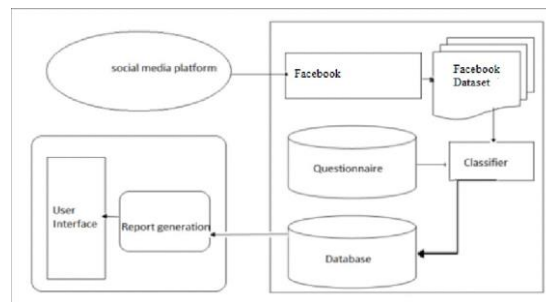 social media platform
Facebook
Facebook
Dataset
Questionnaire
Classifier
User
Interface
Report generation
Database